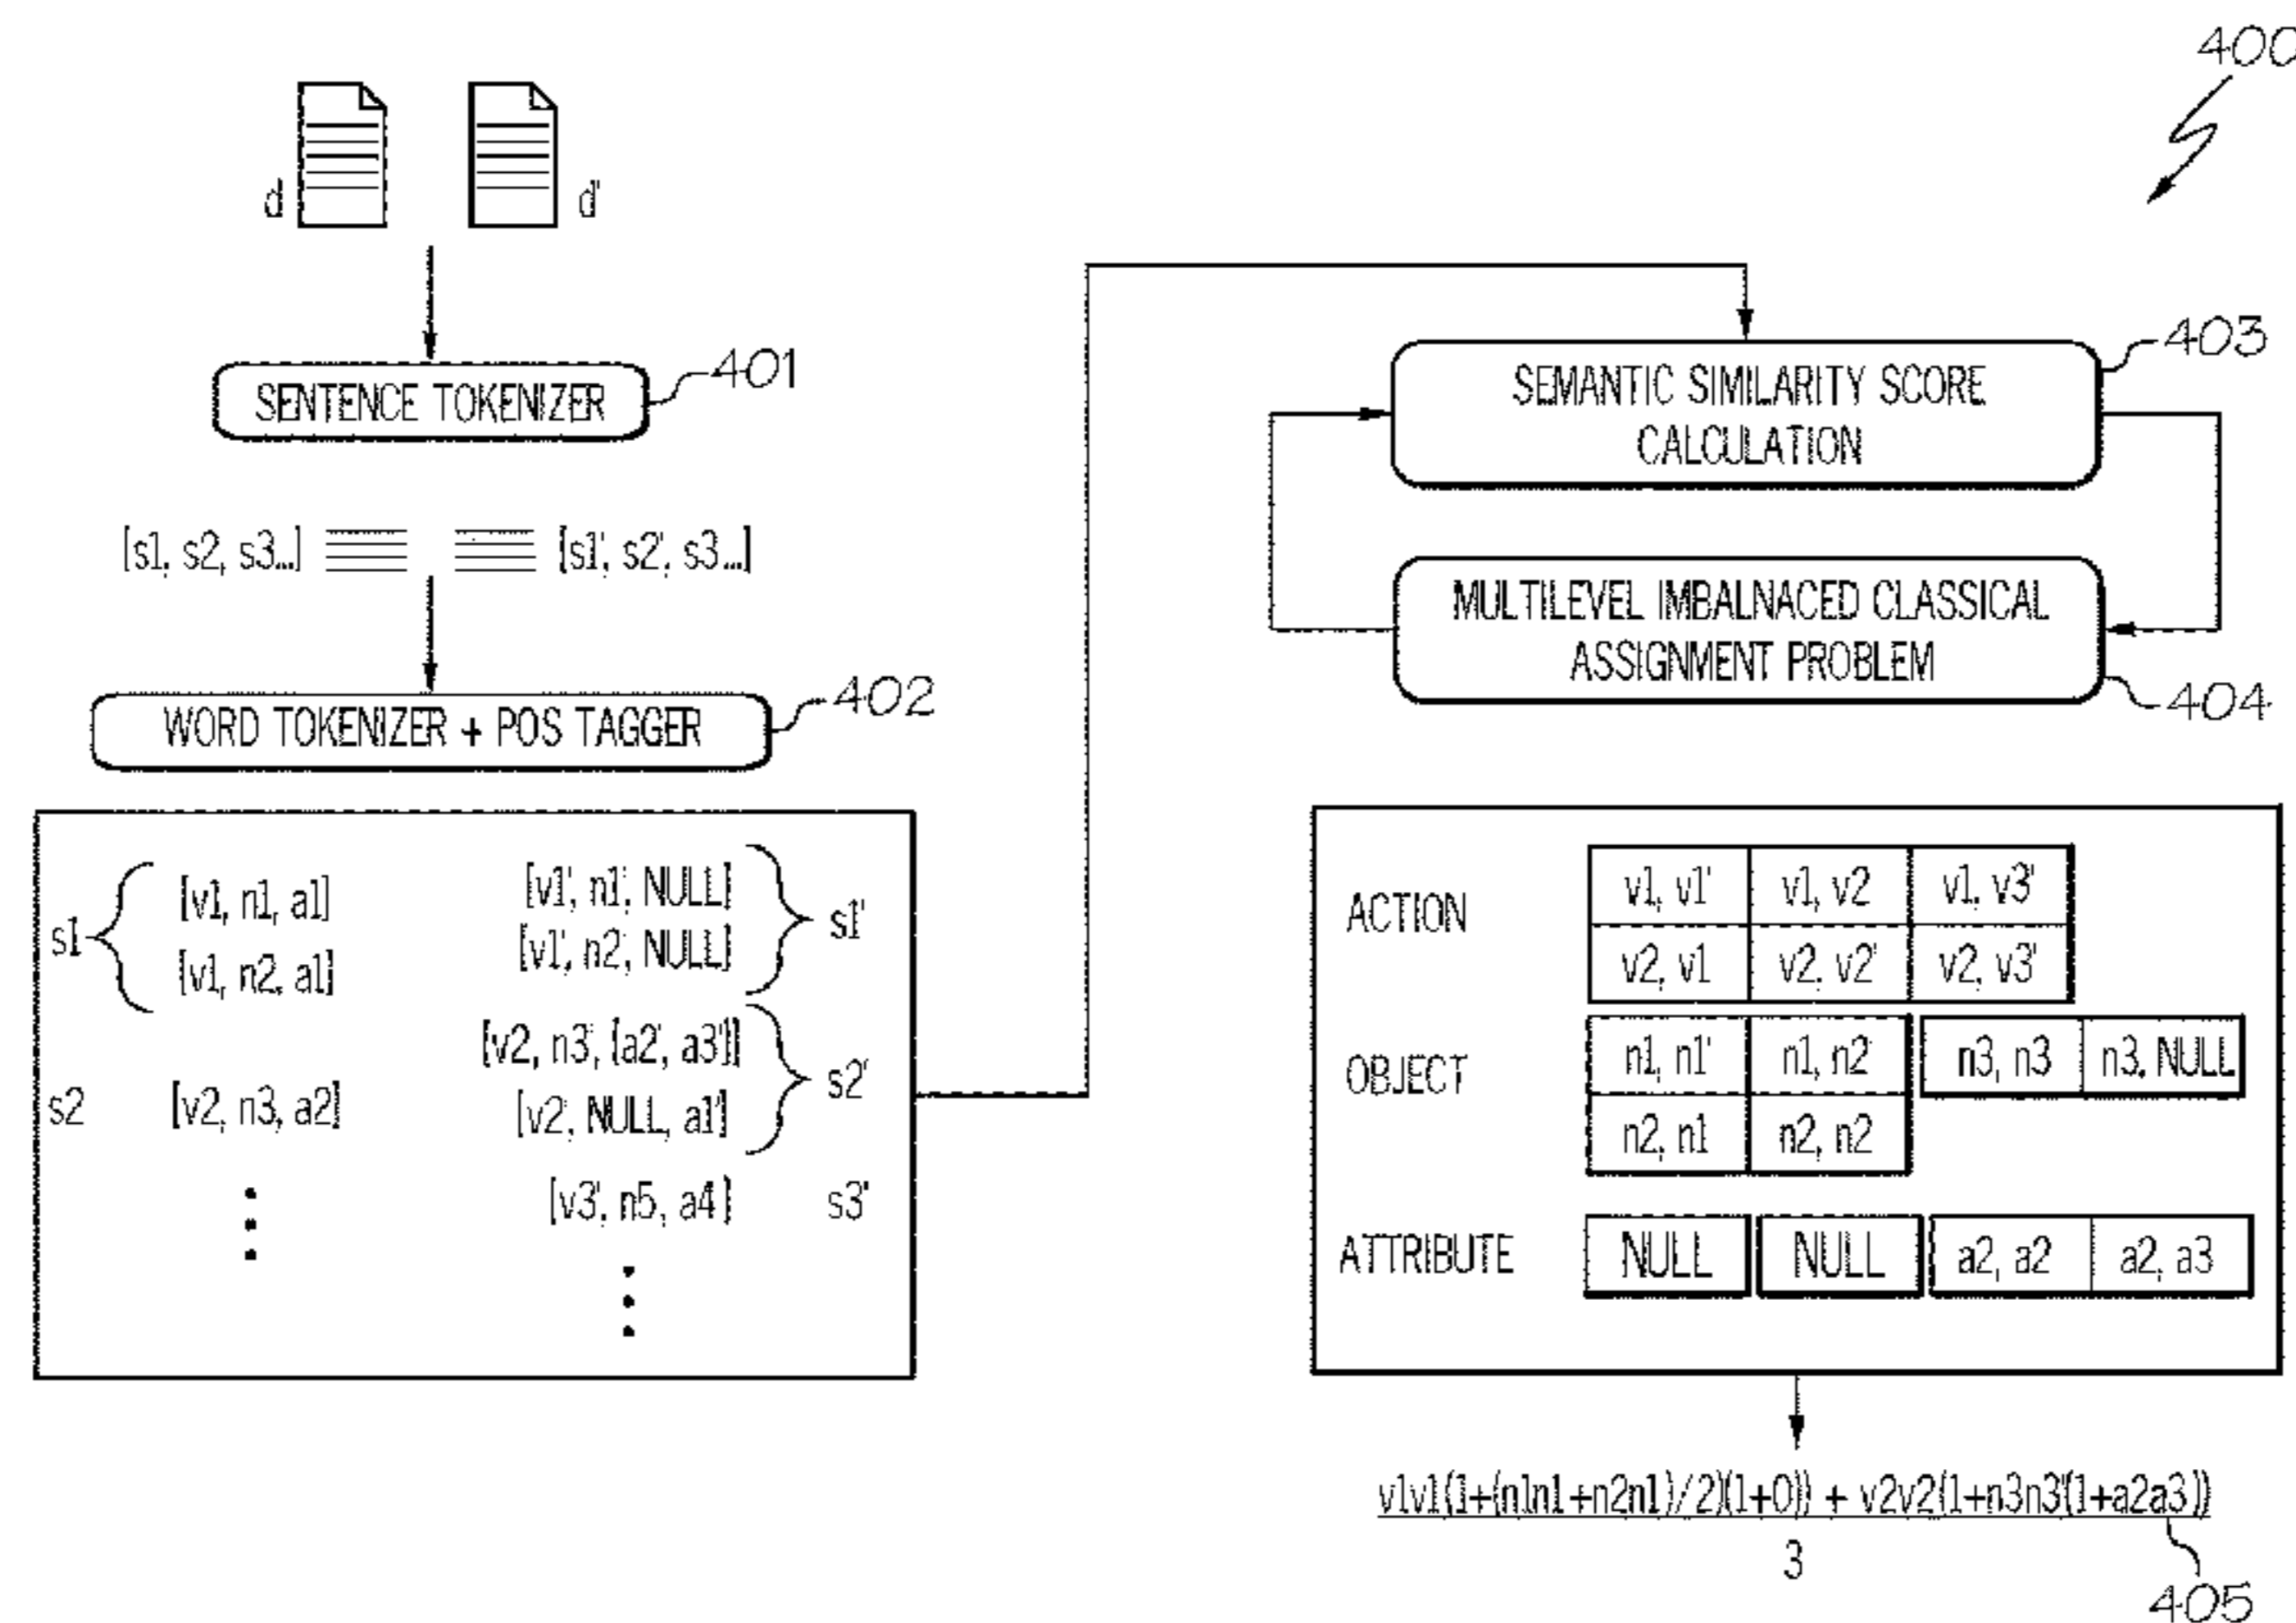 400
d
d'
SENTENCE TOKENIZER
401
[s1, s2, s3...]
[s1', s2', s3...]
WORD TOKENIZER + POS TAGGER
402
s1
[v1, n1, a1]
[v1, n2, a1]
[v1', n1', NULL]
[v1', n2', NULL]
s1'
s2
[v2, n3, a2]
[v2, n3', [a2', a3']]
[v2', NULL, a1']
s2'
[v3', n5, a4]
s3'
SEMANTIC SIMILARITY SCORE
CALCULATION
403
MULTILEVEL IMBALNACED CLASSICAL
ASSIGNMENT PROBLEM
404
ACTION
v1, v1' v1, v2 v1, v3'
v2, v1 v2, v2' v2, v3'
OBJECT
n1, n1' n1, n2' n3, n3 n3, NULL
n2, n1 n2, n2
ATTRIBUTE
NULL NULL a2, a2 a2, a3
v1v1(1+(n1n1+n2n1)/2)(1+0)) + v2v2(1+n3n3'(1+a2a3))
3
405